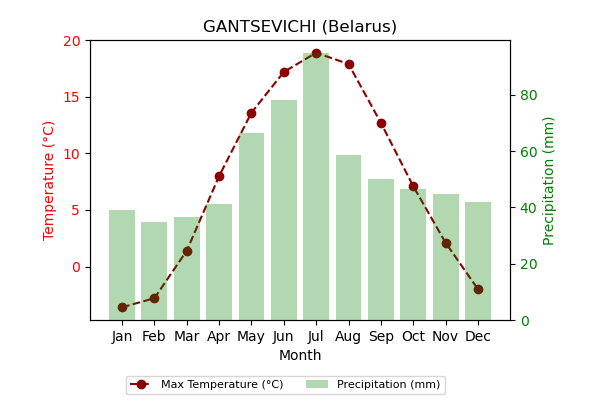 GANTSEVICHI (Belarus)
20
15
10
5
0
Temperature (°C)
80
60
40
20
0
Precipitation (mm)
Jan Feb Mar Apr May Jun Jul Aug Sep Oct Nov Dec
Month
Max Temperature (°C) Precipitation (mm)